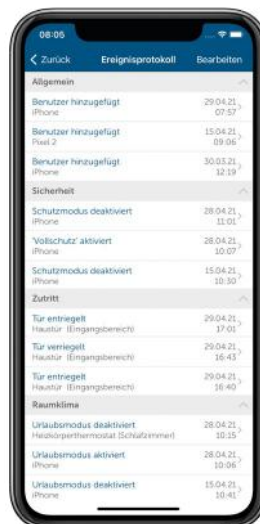 08:05
Zurück Ereignisprotokoll Bearbeiten
Allgemein
Benutzer hinzugefügt 29.04.21
iPhone 07:57
Benutzer hinzugefügt 15.04.21
Pixel 2 09:06
Benutzer hinzugefügt 30.03.21
iPhone 12:19
Sicherheit
Schutzmodus deaktiviert 28.04.21
iPhone 11:01
'Vollschutz' aktiviert 28.04.21
iPhone 10:07
Schutzmodus deaktiviert 15.04.21
iPhone 10:30
Zutritt
Tür entriegelt 29.04.21
Haustür (Eingangsbereich) 17:01
Tür verriegelt 29.04.21
Haustür (Eingangsbereich) 16:43
Tür entriegelt 29.04.21
Haustür (Eingangsbereich) 16:40
Raumklima
Urlaubsmodus deaktiviert 28.04.21
Heizkörperthermostat (Schlafzimmer) 10:15
Urlaubsmodus aktiviert 28.04.21
iPhone 10:06
Urlaubsmodus deaktiviert 15.04.21
iPhone 10:41